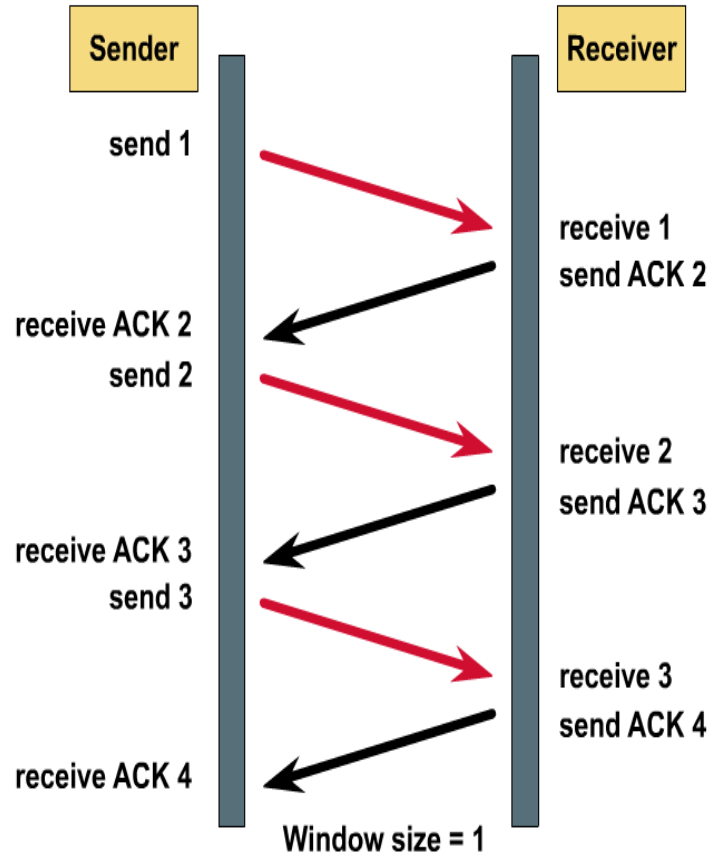 Sender
Receiver
send 1
receive 1
send ACK 2
receive ACK 2
send 2
receive 2
send ACK 3
receive ACK 3
send 3
receive 3
send ACK 4
receive ACK 4
Window size = 1